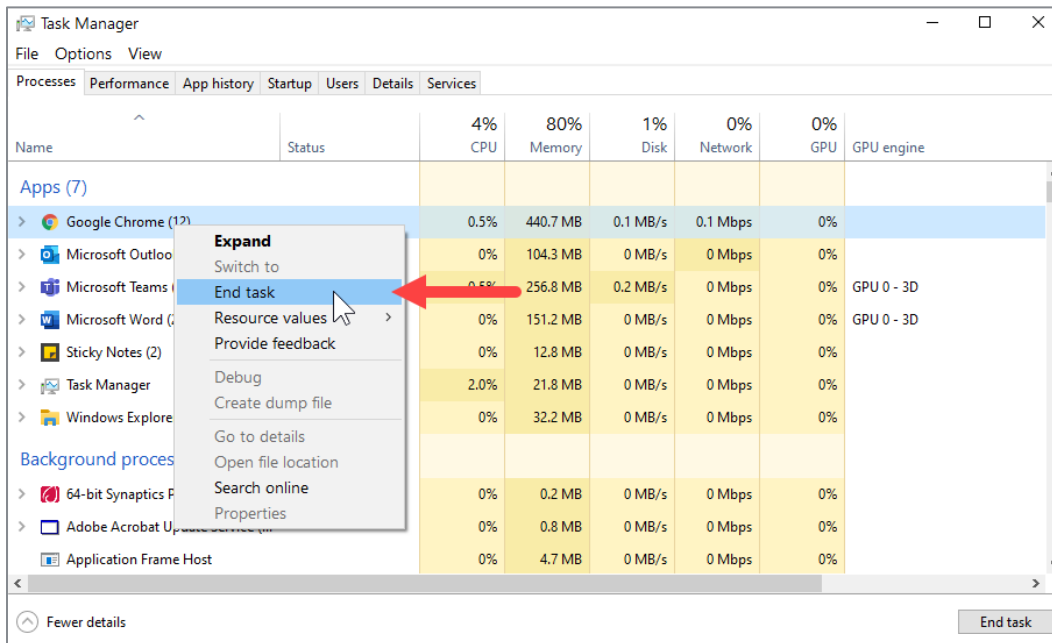 Task Manager
File Options View
Processes Performance App history Startup Users Details Services
4% 80% 1% 0% 0%
Name Status CPU Memory Disk Network GPU GPU engine
Apps (7)
Google Chrome (12) 0.5% 440.7 MB 0.1 MB/s 0.1 Mbps 0%
Expand
Microsoft Outloo 0% 104.3 MB 0 MB/s 0 Mbps 0%
Switch to
Microsoft Teams ( 256.8 MB 0.2 MB/s 0 Mbps 0% GPU 0 - 3D
End task
Microsoft Word ( 0% 151.2 MB 0 MB/s 0 Mbps 0% GPU 0 - 3D
Resource values
Provide feedback
Sticky Notes (2) 0% 12.8 MB 0 MB/s 0 Mbps 0%
Debug
Task Manager 2.0% 21.8 MB 0 MB/s 0 Mbps 0%
Create dump file
Windows Explore 0% 32.2 MB 0 MB/s 0 Mbps 0%
Go to details
Background proces
Open file location
Search online
64-bit Synaptics P 0% 0.2 MB 0 MB/s 0 Mbps 0%
Properties
Adobe Acrobat 0% 0.8 MB 0 MB/s 0 Mbps 0%
Application Frame Host 0% 4.7 MB 0 MB/s 0 Mbps 0%
Fewer details End task